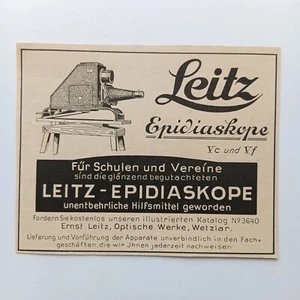 Leitz
Epidiaskope
Vc und Vf
Für Schulen und Vereine
sind die glänzend begutachteten
LEITZ-EPIDIASKOPE
unentbehrliche Hilfsmittel geworden
Fordern Sie kostenlos unseren illustrierten Katalog No 3640
Ernst Leitz, Optische Werke, Wetzlar.
Lieferung und Vorführung der Apparate unverbindlich in den Fach=
geschäften, die wir Ihnen jederzeit nachweisen